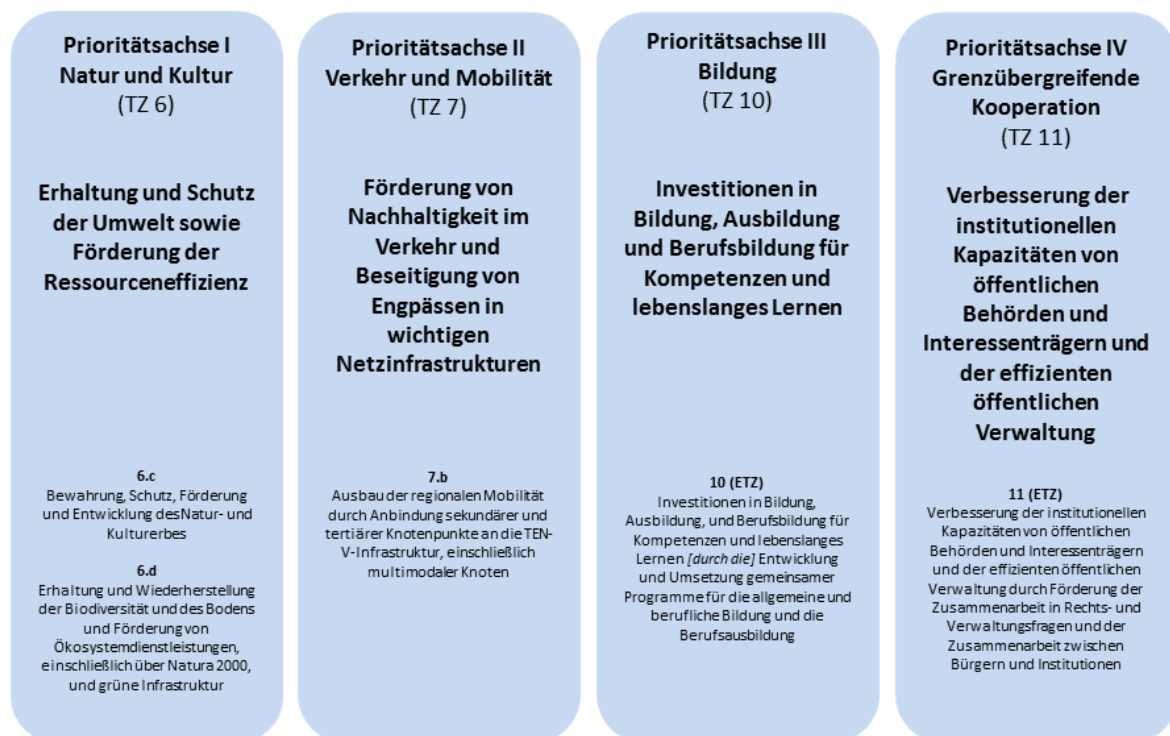 Prioritätsachse I
Natur und Kultur
(TZ 6)
Erhaltung und Schutz
der Umwelt sowie
Förderung der
Ressourceneffizienz
6.c
Bewahrung, Schutz, Förderung
und Entwicklung des Natur- und
Kulturerbes
6.d
Erhaltung und Wiederherstellung
der Biodiversität und des Bodens
und Förderung von
Ökosystemdienstleistungen,
einschließlich über Natura 2000,
und grüne Infrastruktur
Prioritätsachse II
Verkehr und Mobilität
(TZ 7)
Förderung von
Nachhaltigkeit im
Verkehr und
Beseitigung von
Engpässen in
wichtigen
Netzinfrastrukturen
7.b
Ausbau der regionalen Mobilität
durch Anbindung sekundärer und
tertiärer Knotenpunkte an die TEN-
V-Infrastruktur, einschließlich
multimodaler Knoten
Prioritätsachse III
Bildung
(TZ 10)
Investitionen in
Bildung, Ausbildung
und Berufsbildung für
Kompetenzen und
lebenslanges Lernen
10 (ETZ)
Investitionen in Bildung,
Ausbildung, und Berufsbildung für
Kompetenzen und lebenslanges
Lernen [durch die] Entwicklung
und Umsetzung gemeinsamer
Programme für die allgemeine und
berufliche Bildung und die
Berufsausbildung
Prioritätsachse IV
Grenzübergreifende
Kooperation
(TZ 11)
Verbesserung der
institutionellen
Kapazitäten von
öffentlichen
Behörden und
Interessenträgern und
der effizienten
öffentlichen
Verwaltung
11 (ETZ)
Verbesserung der institutionellen
Kapazitäten von öffentlichen
Behörden und Interessenträgern
und der effizienten öffentlichen
Verwaltung durch Förderung der
Zusammenarbeit in Rechts- und
Verwaltungsfragen und der
Zusammenarbeit zwischen
Bürgern und Institutionen